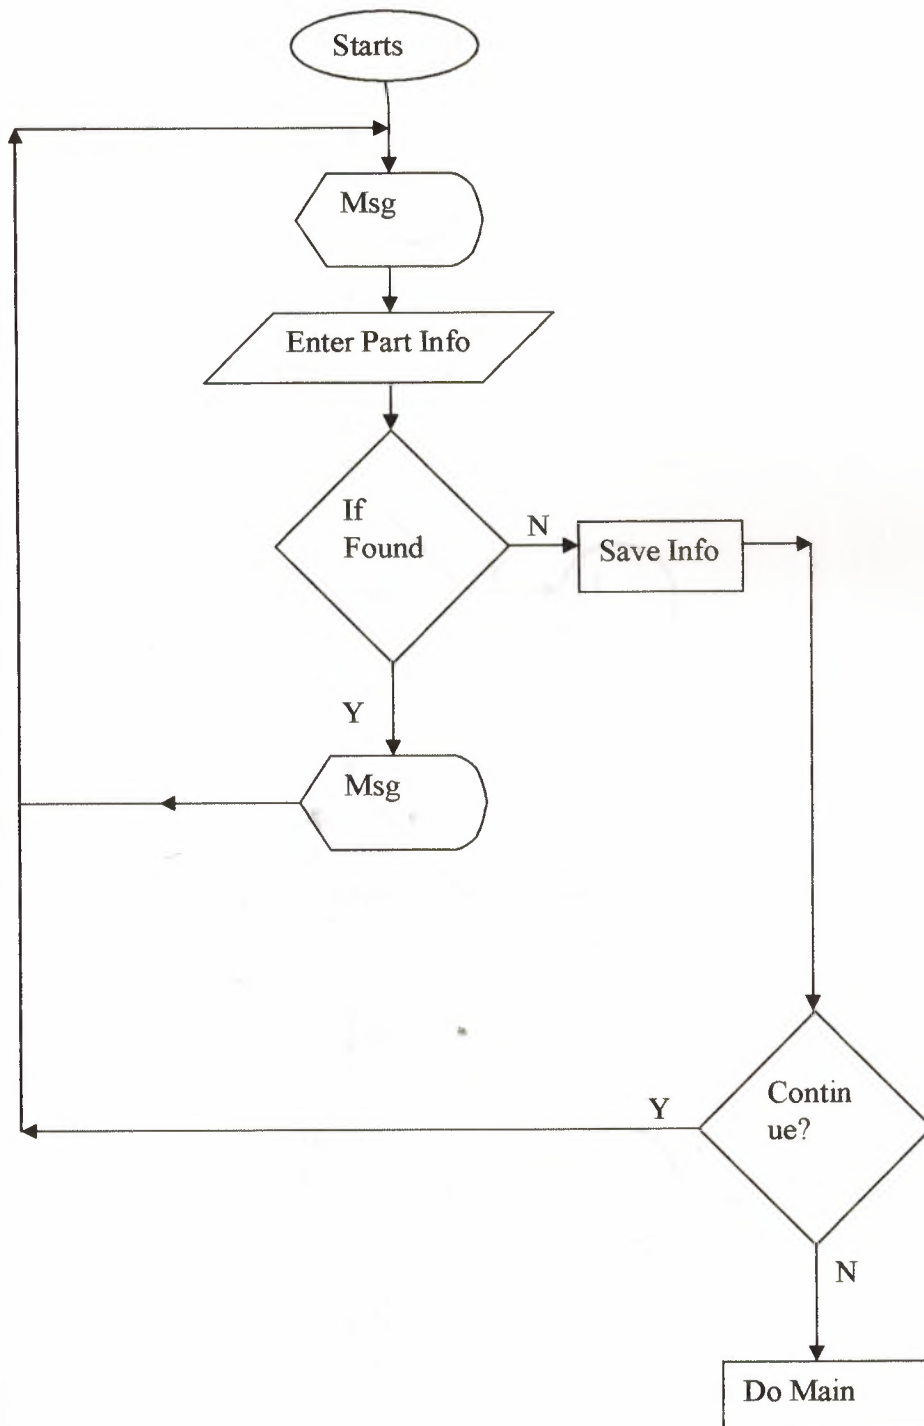 Starts
Msg
Enter Part Info
If
Found
N
Save Info
Y
Msg
Contin
ue?
Y
N
Do Main